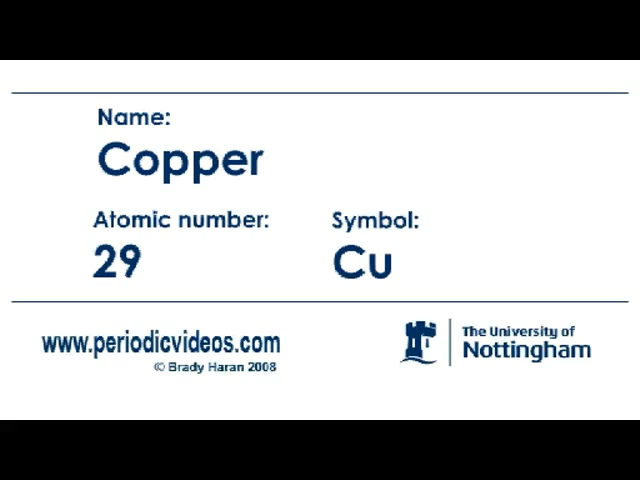 Name:
Copper
Atomic number:
29
Symbol:
Cu
www.periodicvideos.com
© Brady Haran 2008
The University of
Nottingham